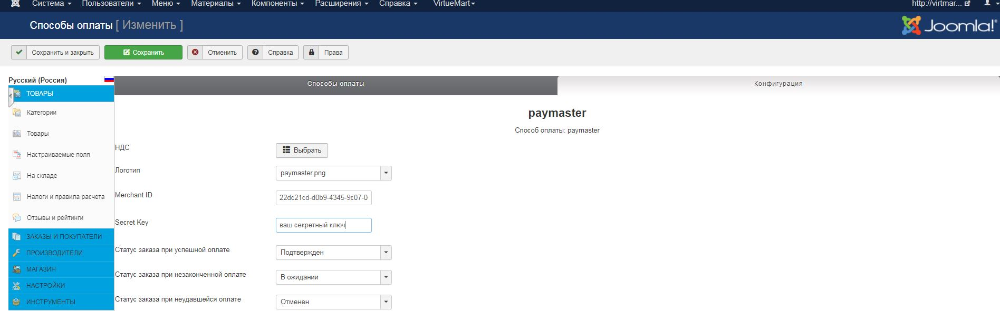 Система Пользователи Меню Материалы Компоненты Расширения Справка VirtueMart http://virtmar...
Способы оплаты [ Изменить ] Joomla!®
Сохранить и закрыть Сохранить Отменить Справка Права
Русский (Россия)
Способы оплаты Конфигурация
ТОВАРЫ
Категории
Товары
Настраиваемые поля
На складе
Налоги и правила расчета
Отзывы и рейтинги
ЗАКАЗЫ И ПОКУПАТЕЛИ
ПРОИЗВОДИТЕЛИ
МАГАЗИН
НАСТРОЙКИ
ИНСТРУМЕНТЫ
paymaster
Способ оплаты: paymaster
НДС Выбрать
Логотип paymaster.png
Merchant ID 22dc21cd-d0b9-4345-9c07-0
Secret Key ваш секретный ключ
Статус заказа при успешной оплате Подтвержден
Статус заказа при незаконченной оплате В ожидании
Статус заказа при неудавшейся оплате Отменен